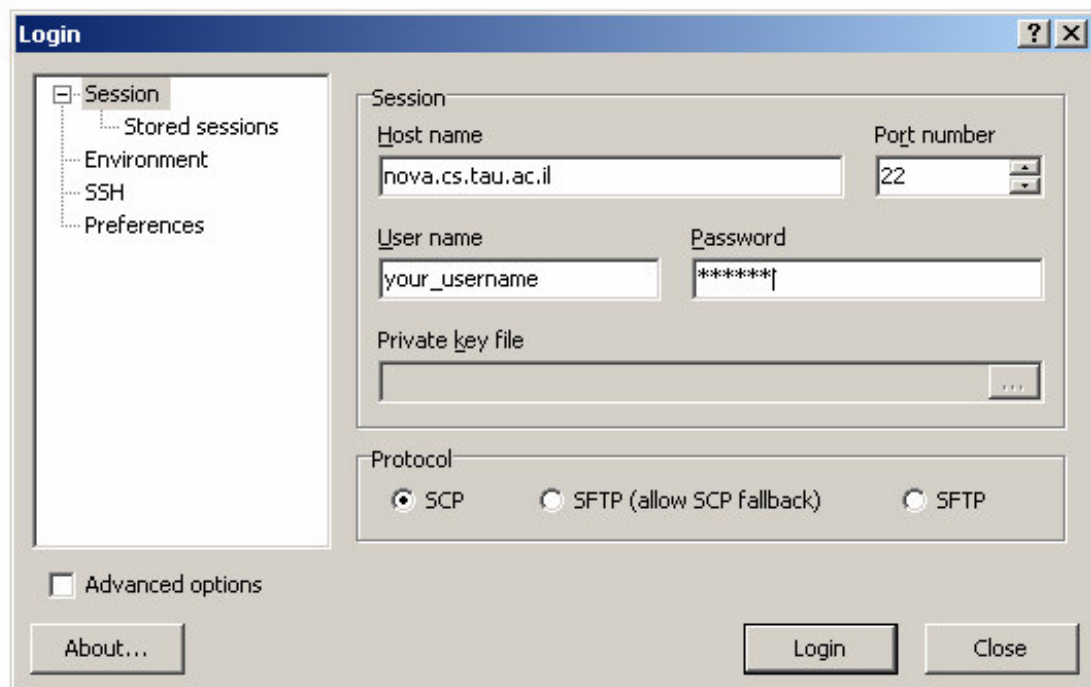 Login
Session
Stored sessions
Environment
SSH
Preferences
Session
Host name
Port number
nova.cs.tau.ac.il
22
User name
Password
your_username
******
Private key file
...
Protocol
SCP
SFTP (allow SCP fallback)
SFTP
Advanced options
About...
Login
Close